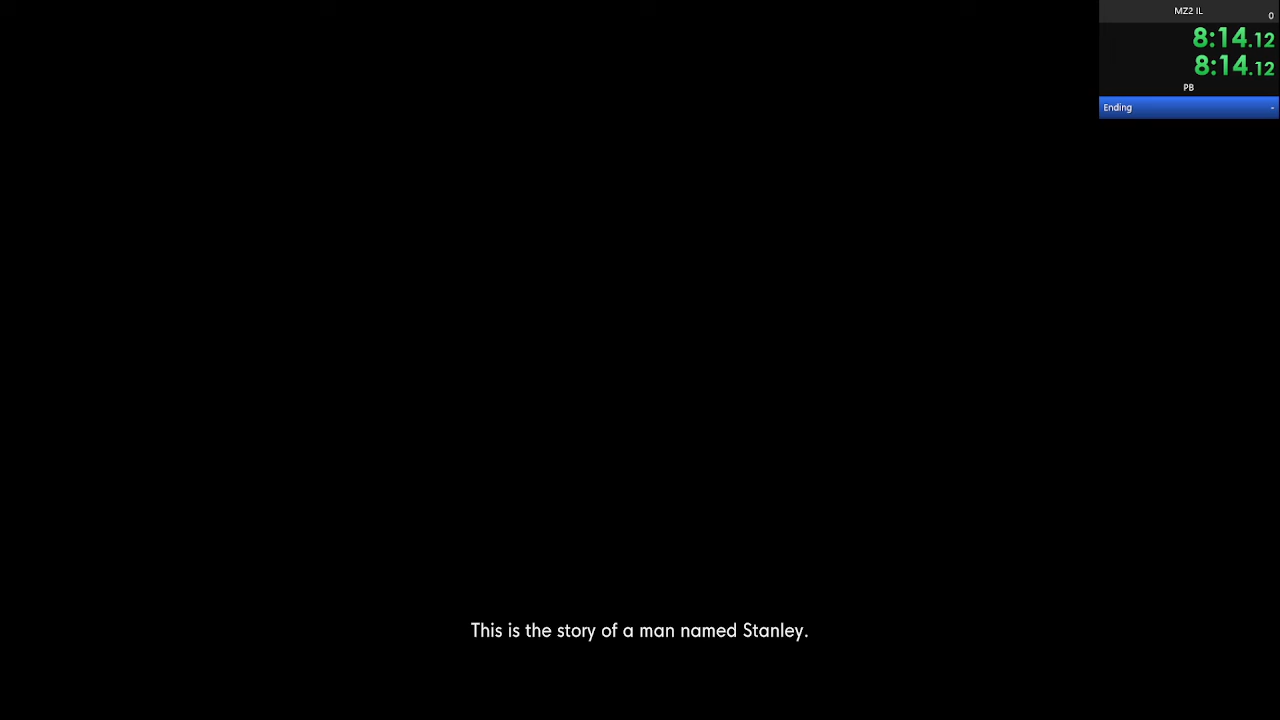 MZ2 IL
0
8:14.12
8:14.12
PB
Ending -
This is the story of a man named Stanley.